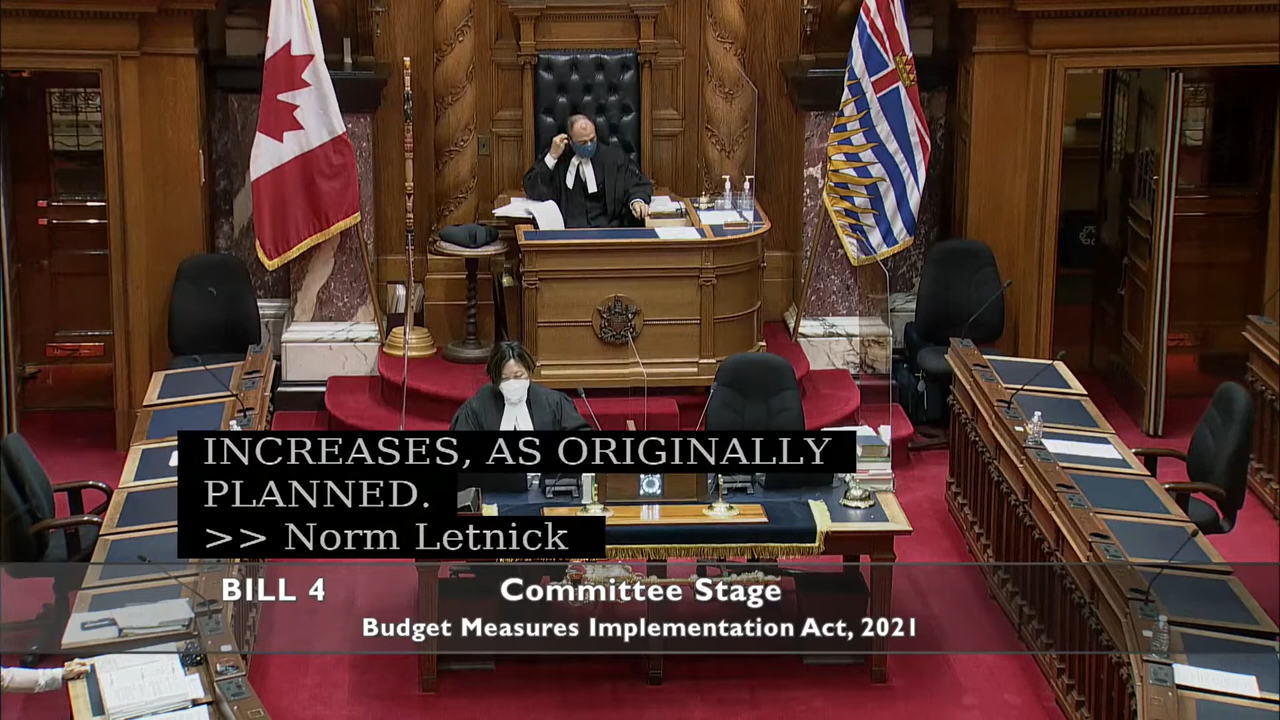 INCREASES, AS ORIGINALLY
PLANNED.
>> Norm Letnick
BILL 4
Committee Stage
Budget Measures Implementation Act, 2021